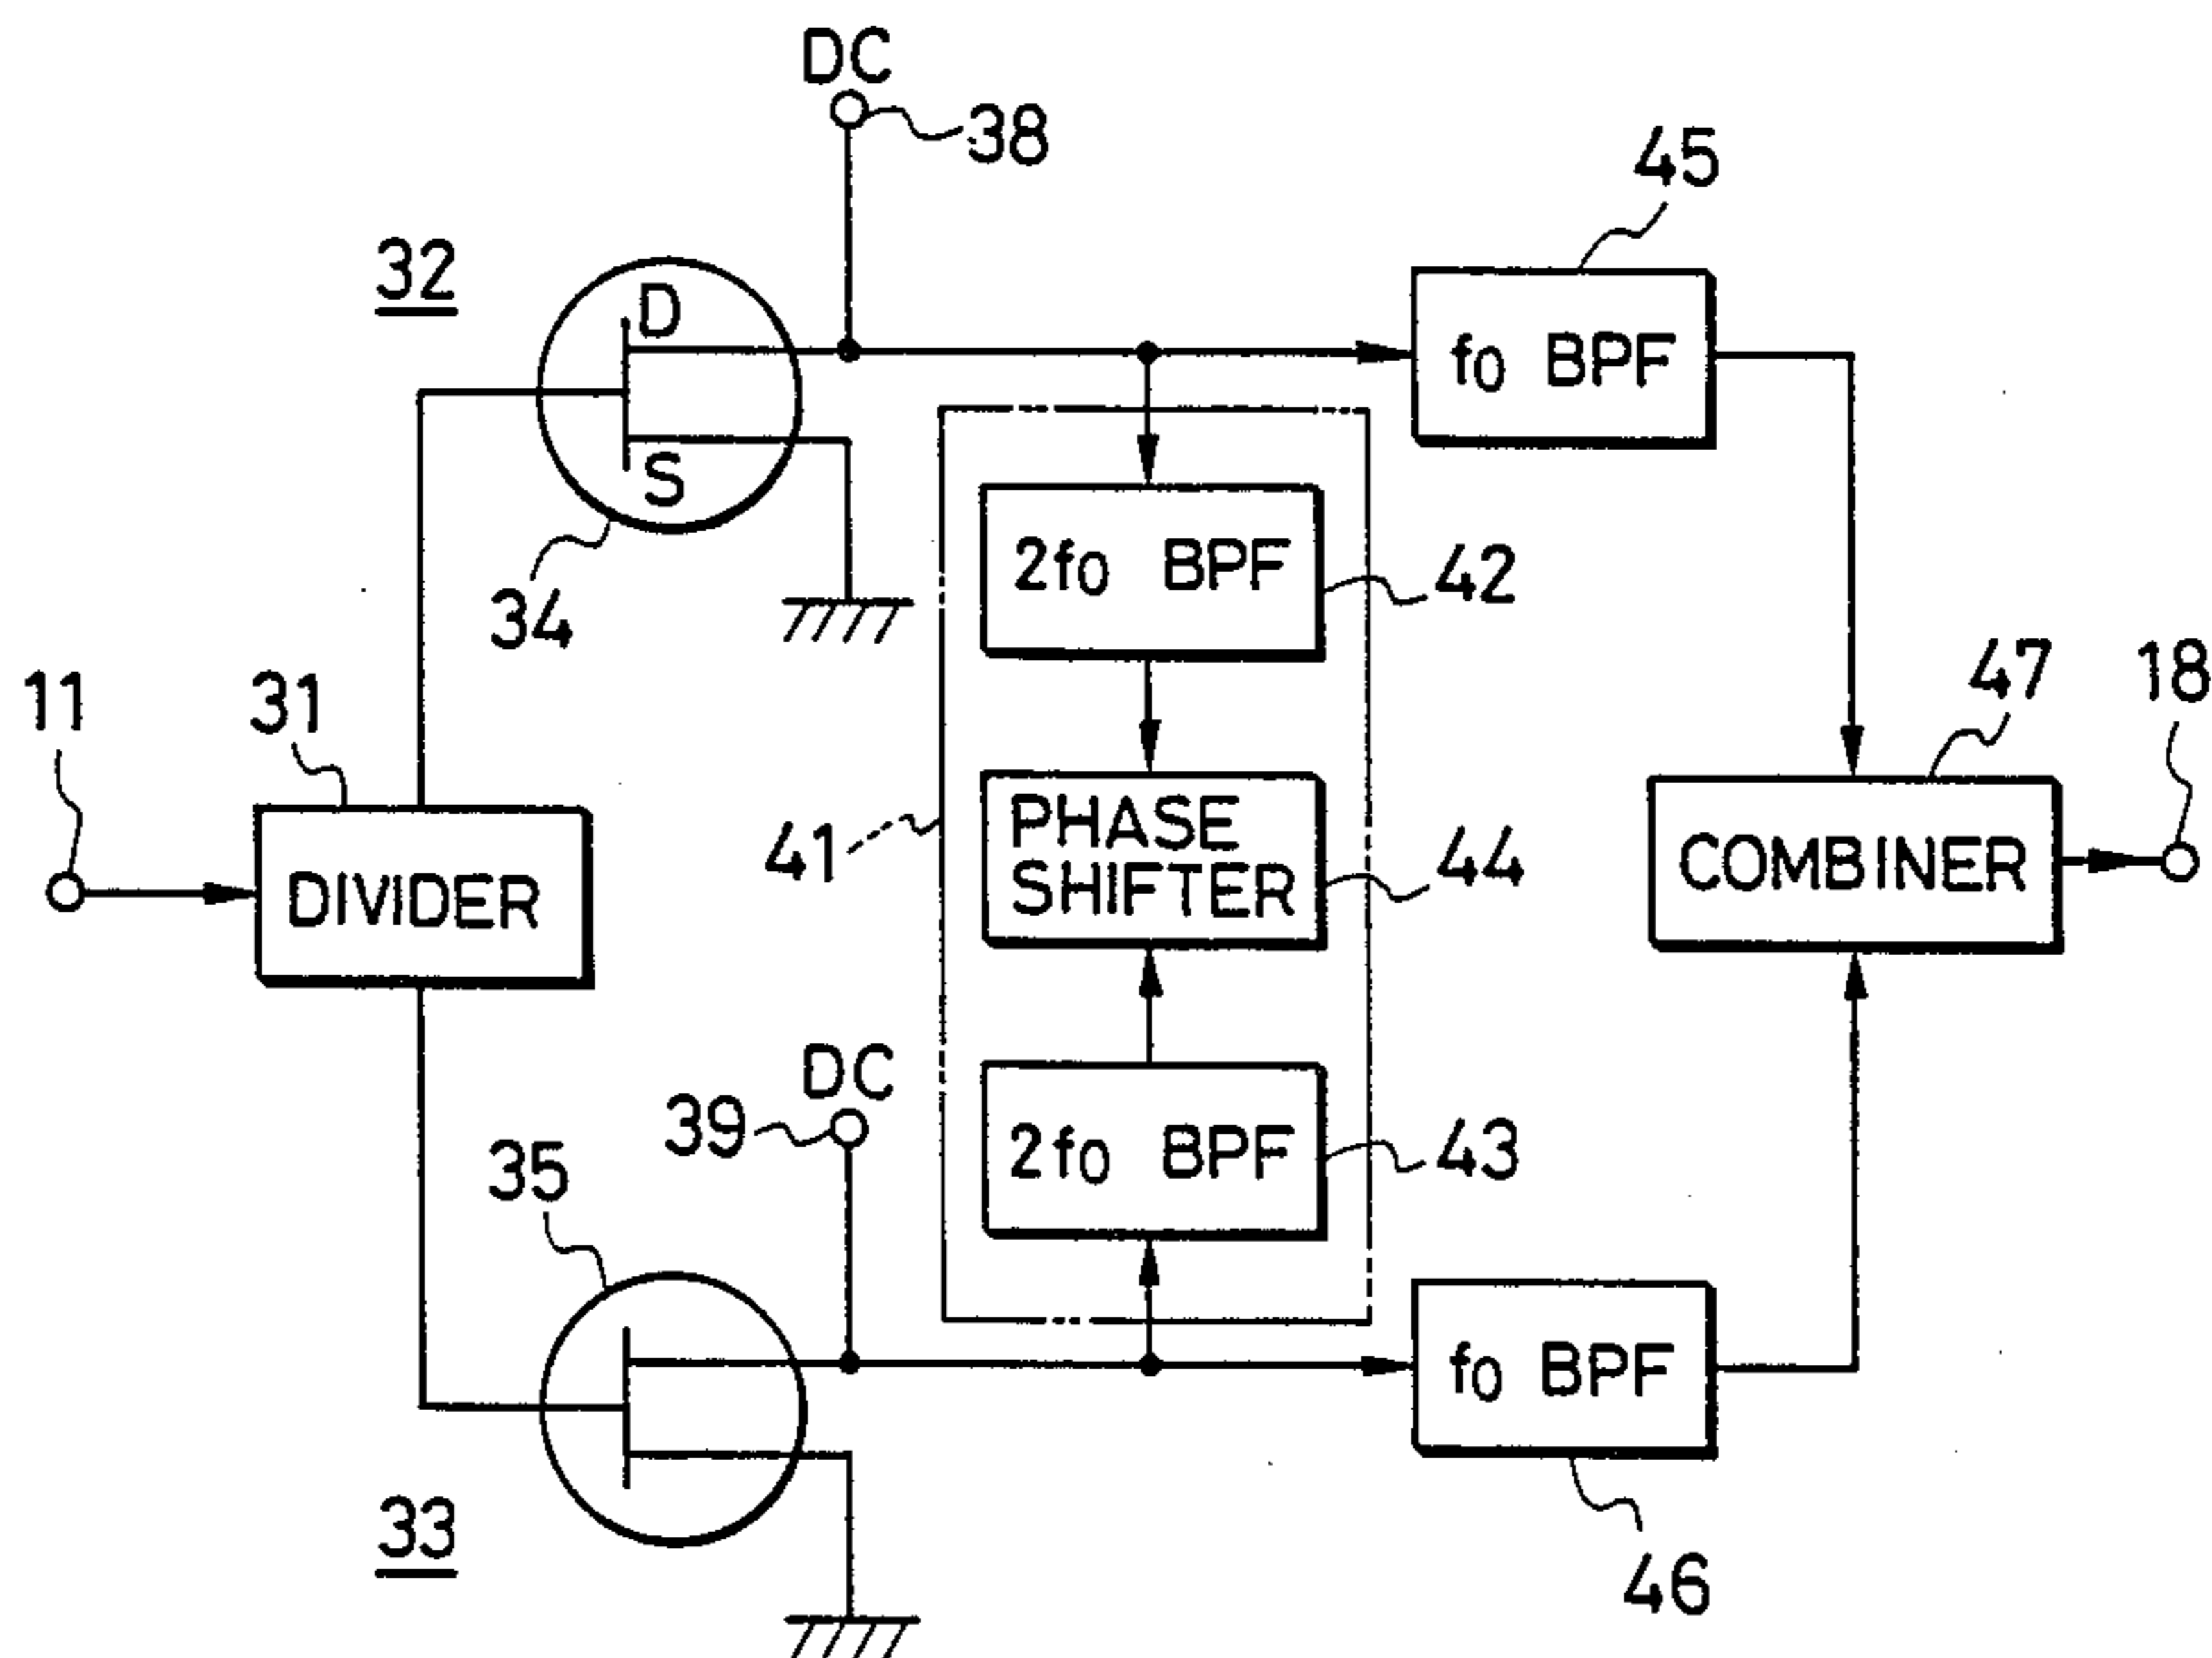 DC
38
45
32
D
fo BPF
S
2fo BPF
42
34
31
47
18
11
PHASE
SHIFTER
41
44
COMBINER
DIVIDER
DC
39
35
2fo BPF
43
fo BPF
33
46